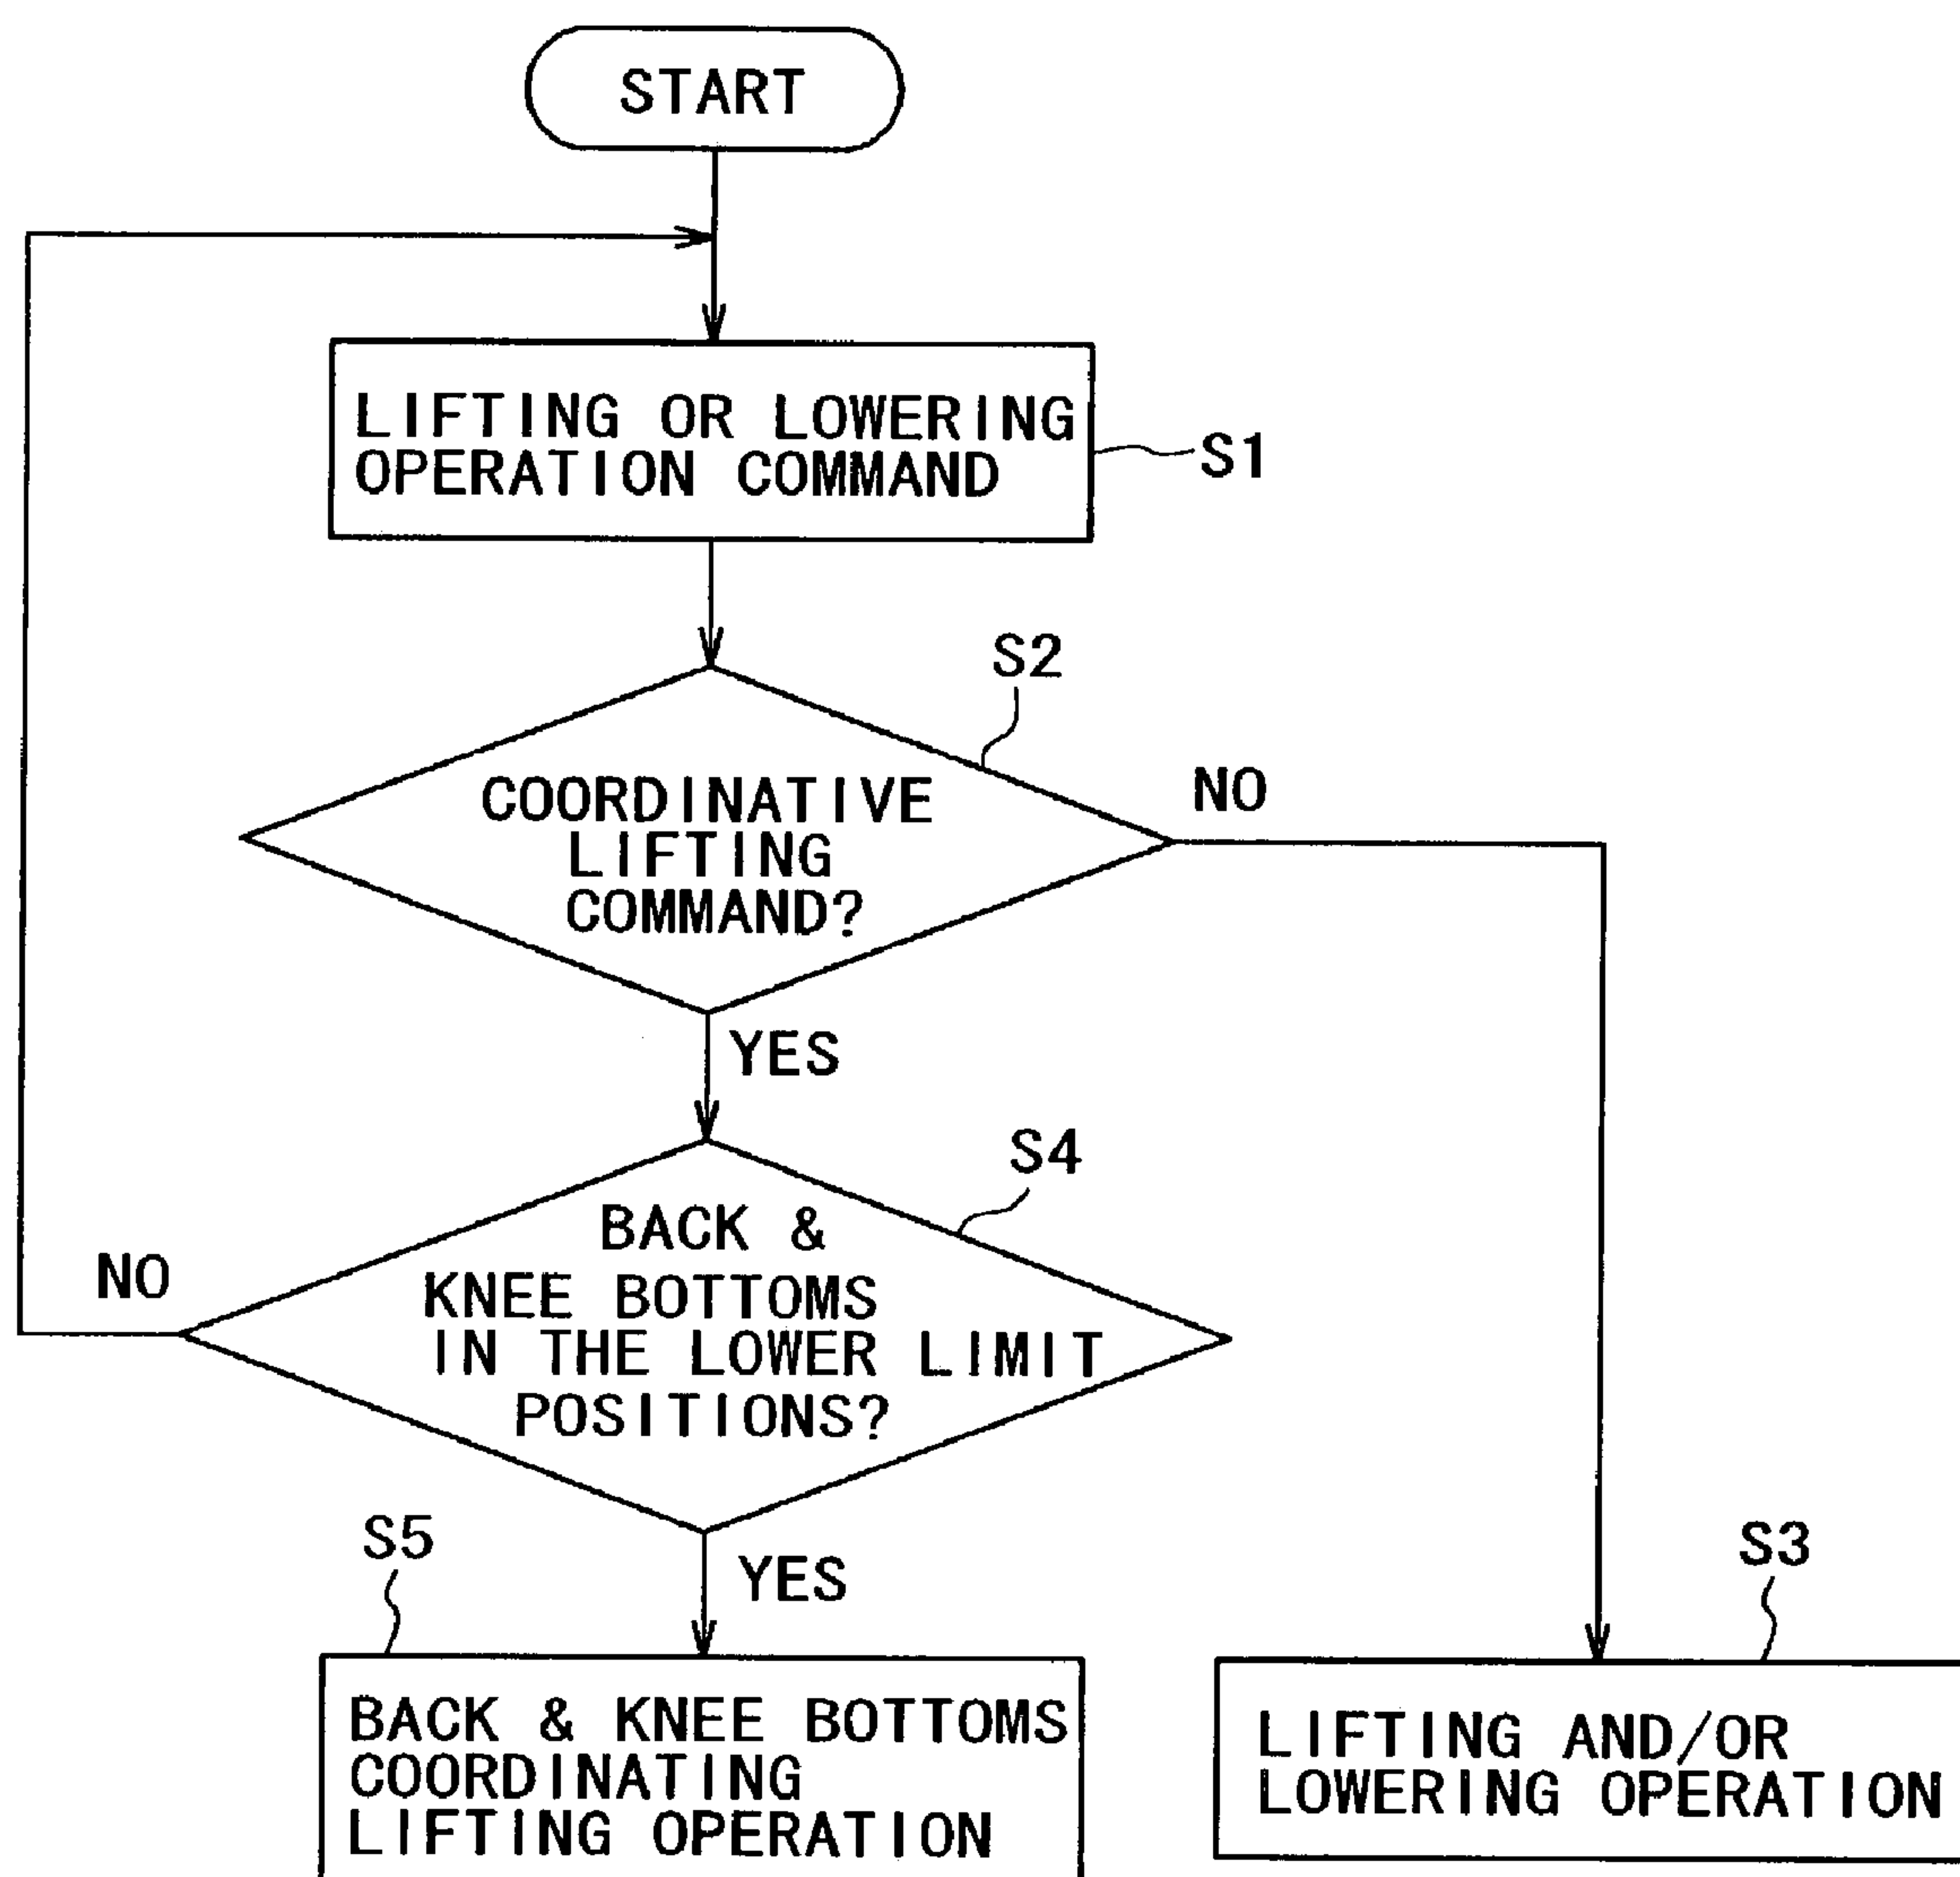 START
LIFTING OR LOWERING
OPERATION COMMAND
S1
S2
COORDINATIVE
LIFTING
COMMAND?
NO
YES
S4
BACK &
KNEE BOTTOMS
IN THE LOWER LIMIT
POSITIONS?
NO
YES
S5
BACK & KNEE BOTTOMS
COORDINATING
LIFTING OPERATION
S3
LIFTING AND/OR
LOWERING OPERATION